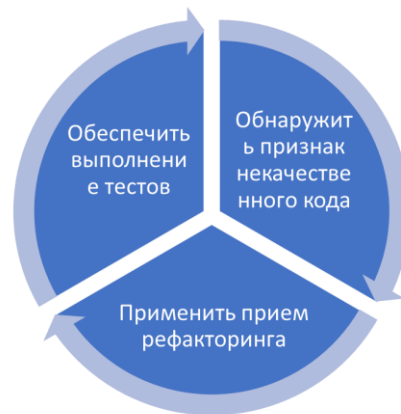 Обеспечить
выполнени
е тестов
Обнаружит
ь признак
некачестве
нного кода
Применить прием
рефакторинга